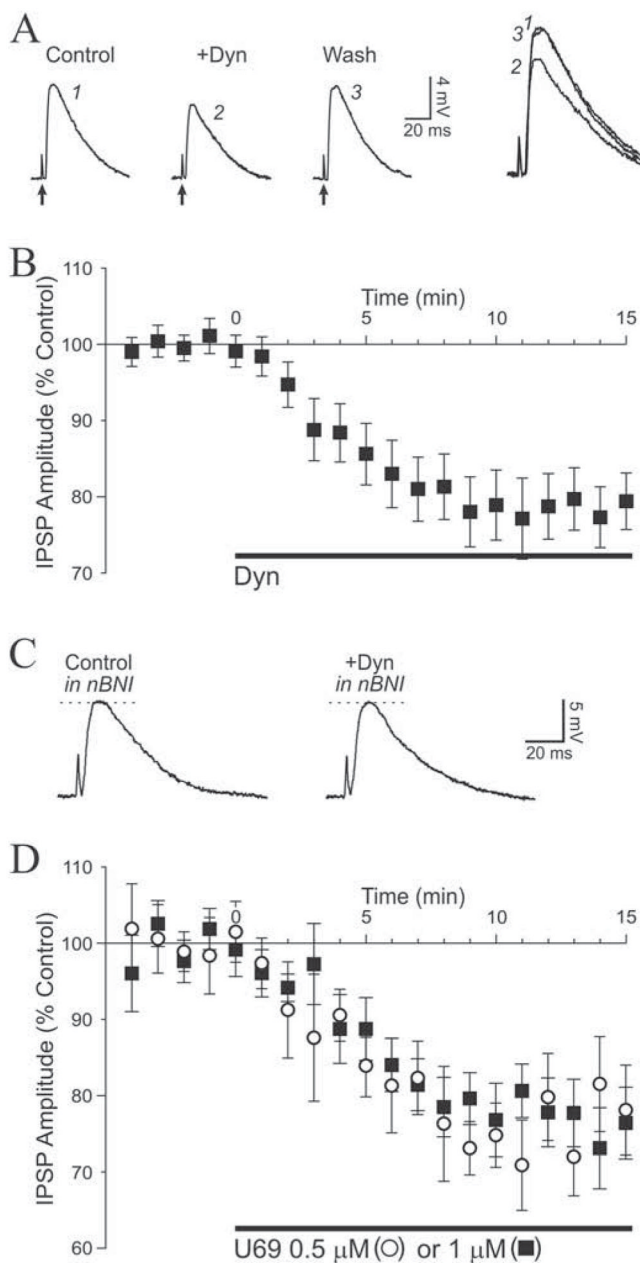 A
Control +Dyn Wash
1 2 3
4 mV
20 ms
1
3
2
B
110
100
90
80
70
IPSP Amplitude (% Control)
Time (min)
0 5 10 15
Dyn
C
Control
in nBNI
+Dyn
in nBNI
5 mV
20 ms
D
110
100
90
80
70
60
IPSP Amplitude (% Control)
Time (min)
0 5 10 15
U69 0.5 µM (○) or 1 µM (■)